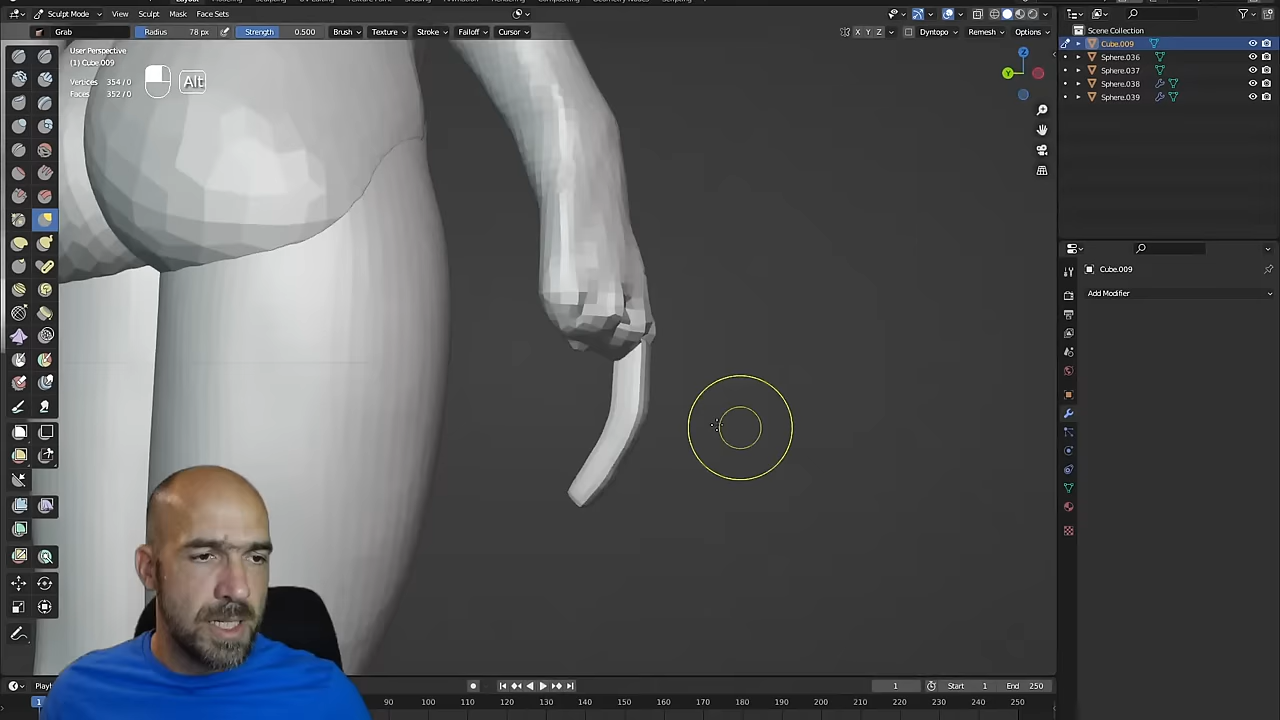 Sculpt Mode View Sculpt Mask Face Sets
Grab Radius 78 px Strength 0.500 Brush Texture Stroke Falloff Cursor X Y Z Dyntopo Remesh Options
User Perspective
(1) Cube.009
Vertices 354 / 0
Faces 352 / 0
Alt
Z
Y
Scene Collection
Cube.009
Sphere.036
Sphere.037
Sphere.038
Sphere.039
Cube.009
Add Modifier
1 Start 1 End 250
1 90 100 110 120 130 140 150 160 170 180 190 200 210 220 230 240 250